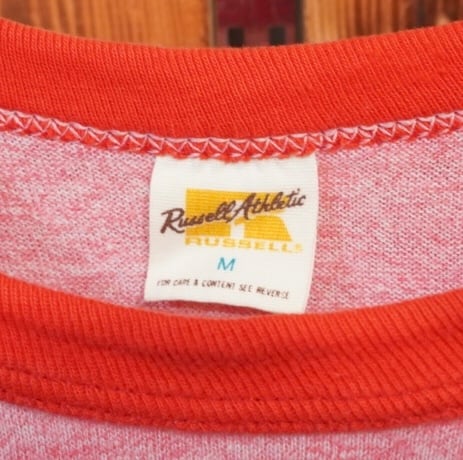 Russell Athletic
RUSSELL
M
FOR CARE & CONTENT SEE REVERSE